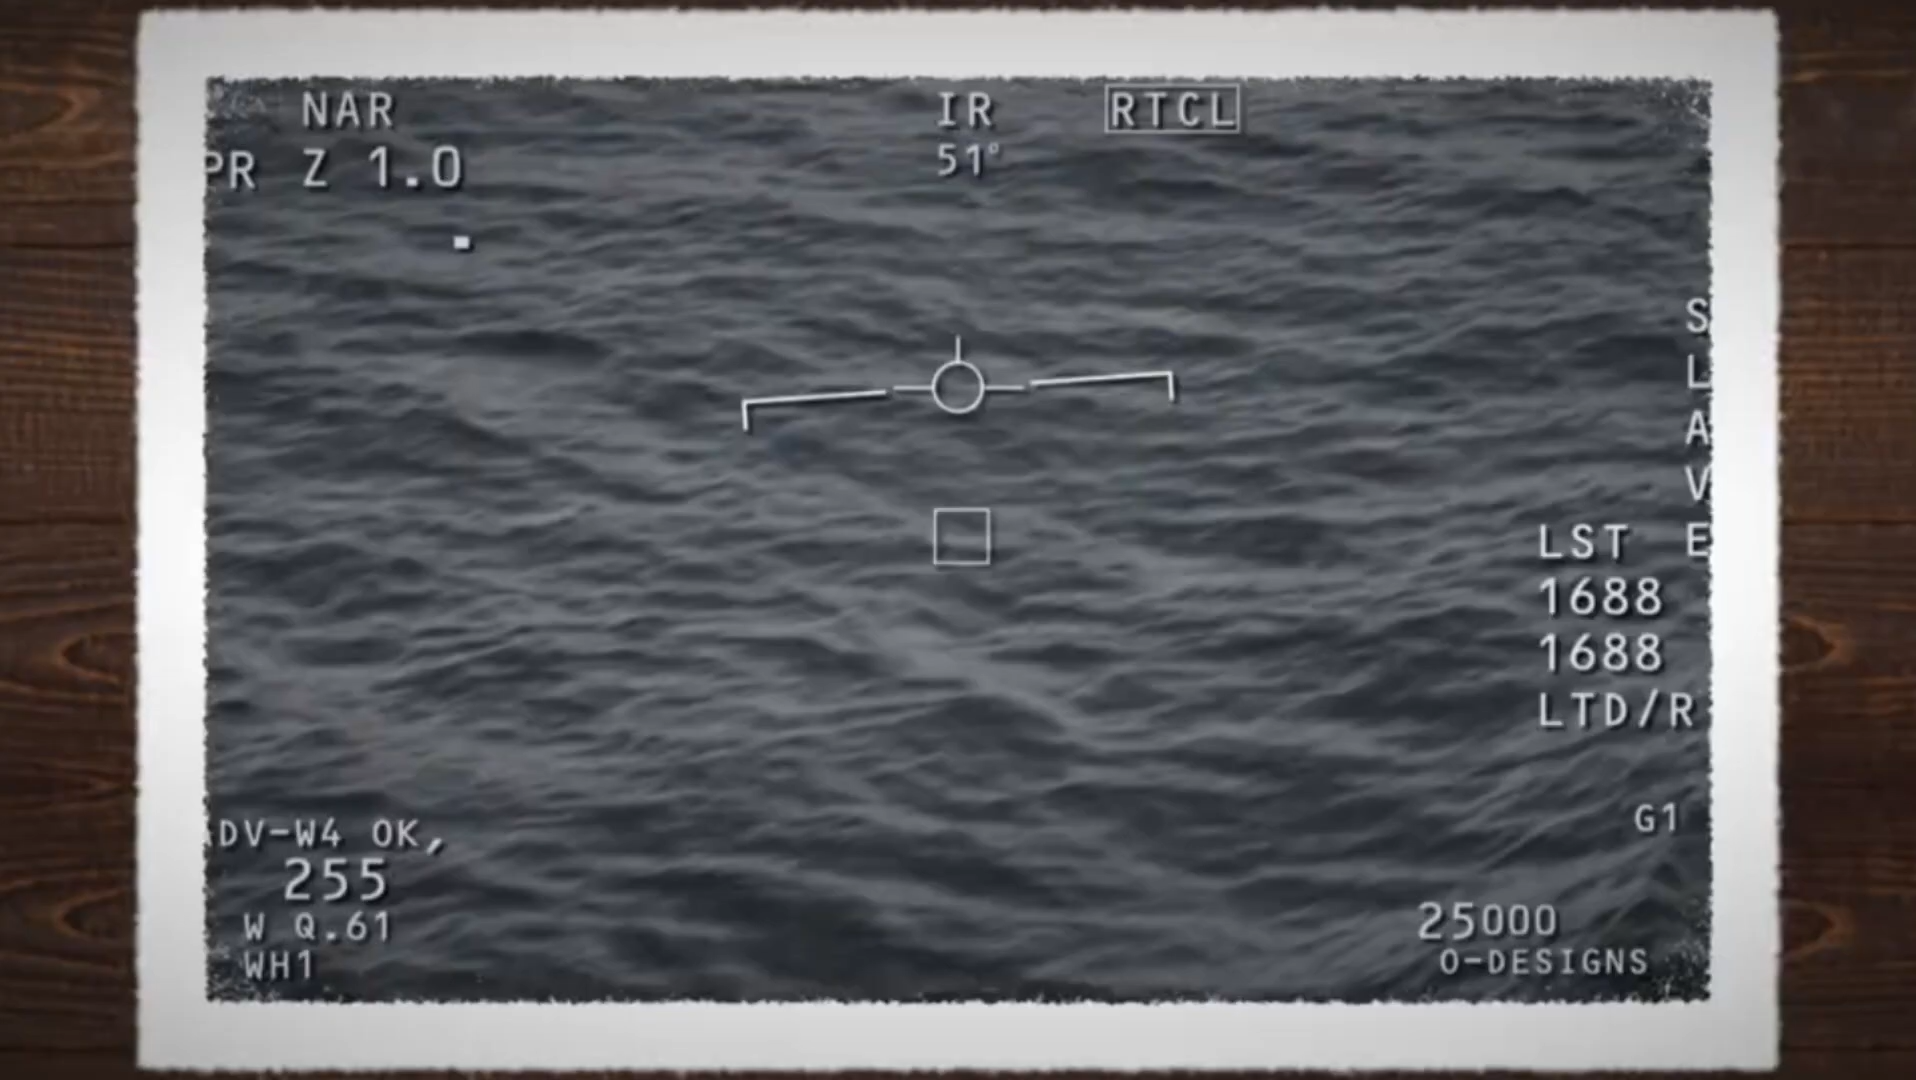 NAR
IR
RTCL
PR Z 1.0
51°
S
L
A
V
E
LST
1688
1688
LTD/R
DV-W4 OK,
G1
255
W Q.61
25000
WH1
O-DESIGNS